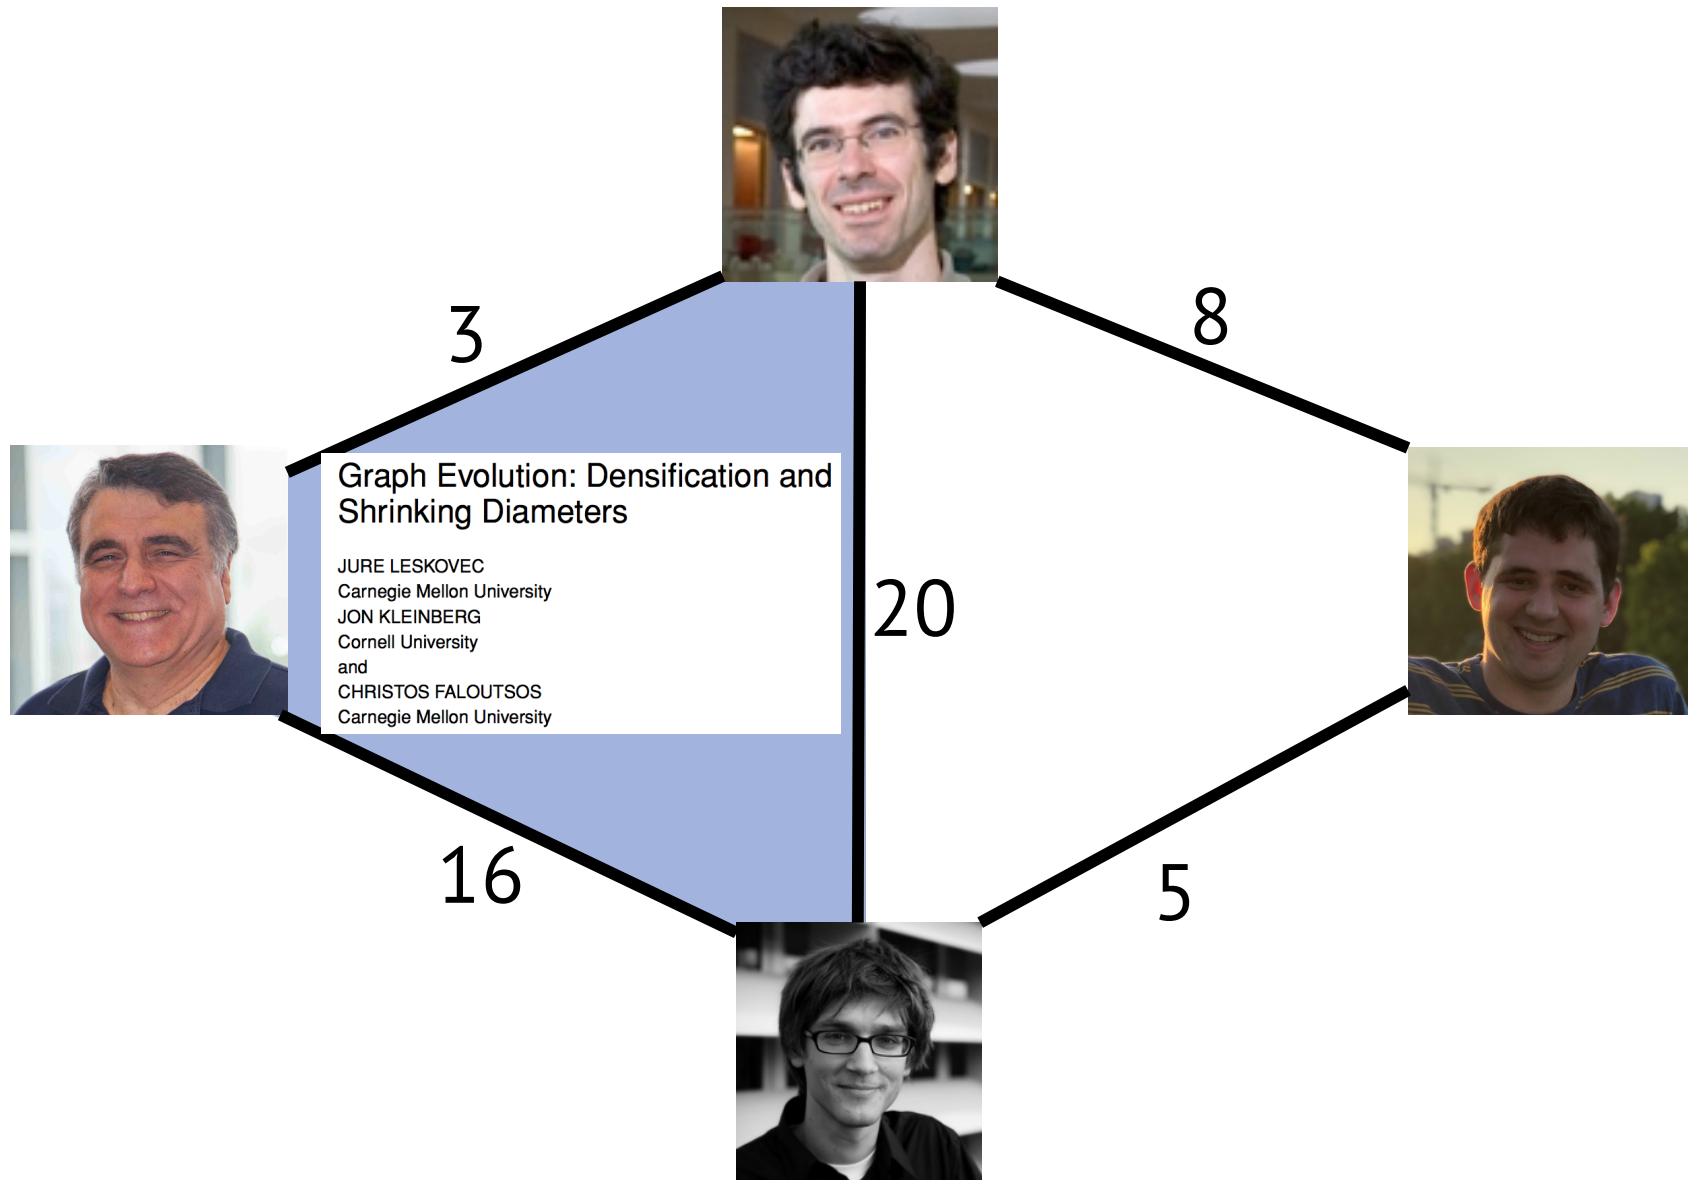 3
8
Graph Evolution: Densification and
Shrinking Diameters
JURE LESKOVEC
Carnegie Mellon University
JON KLEINBERG
Cornell University
and
CHRISTOS FALOUTSOS
Carnegie Mellon University
20
16
5